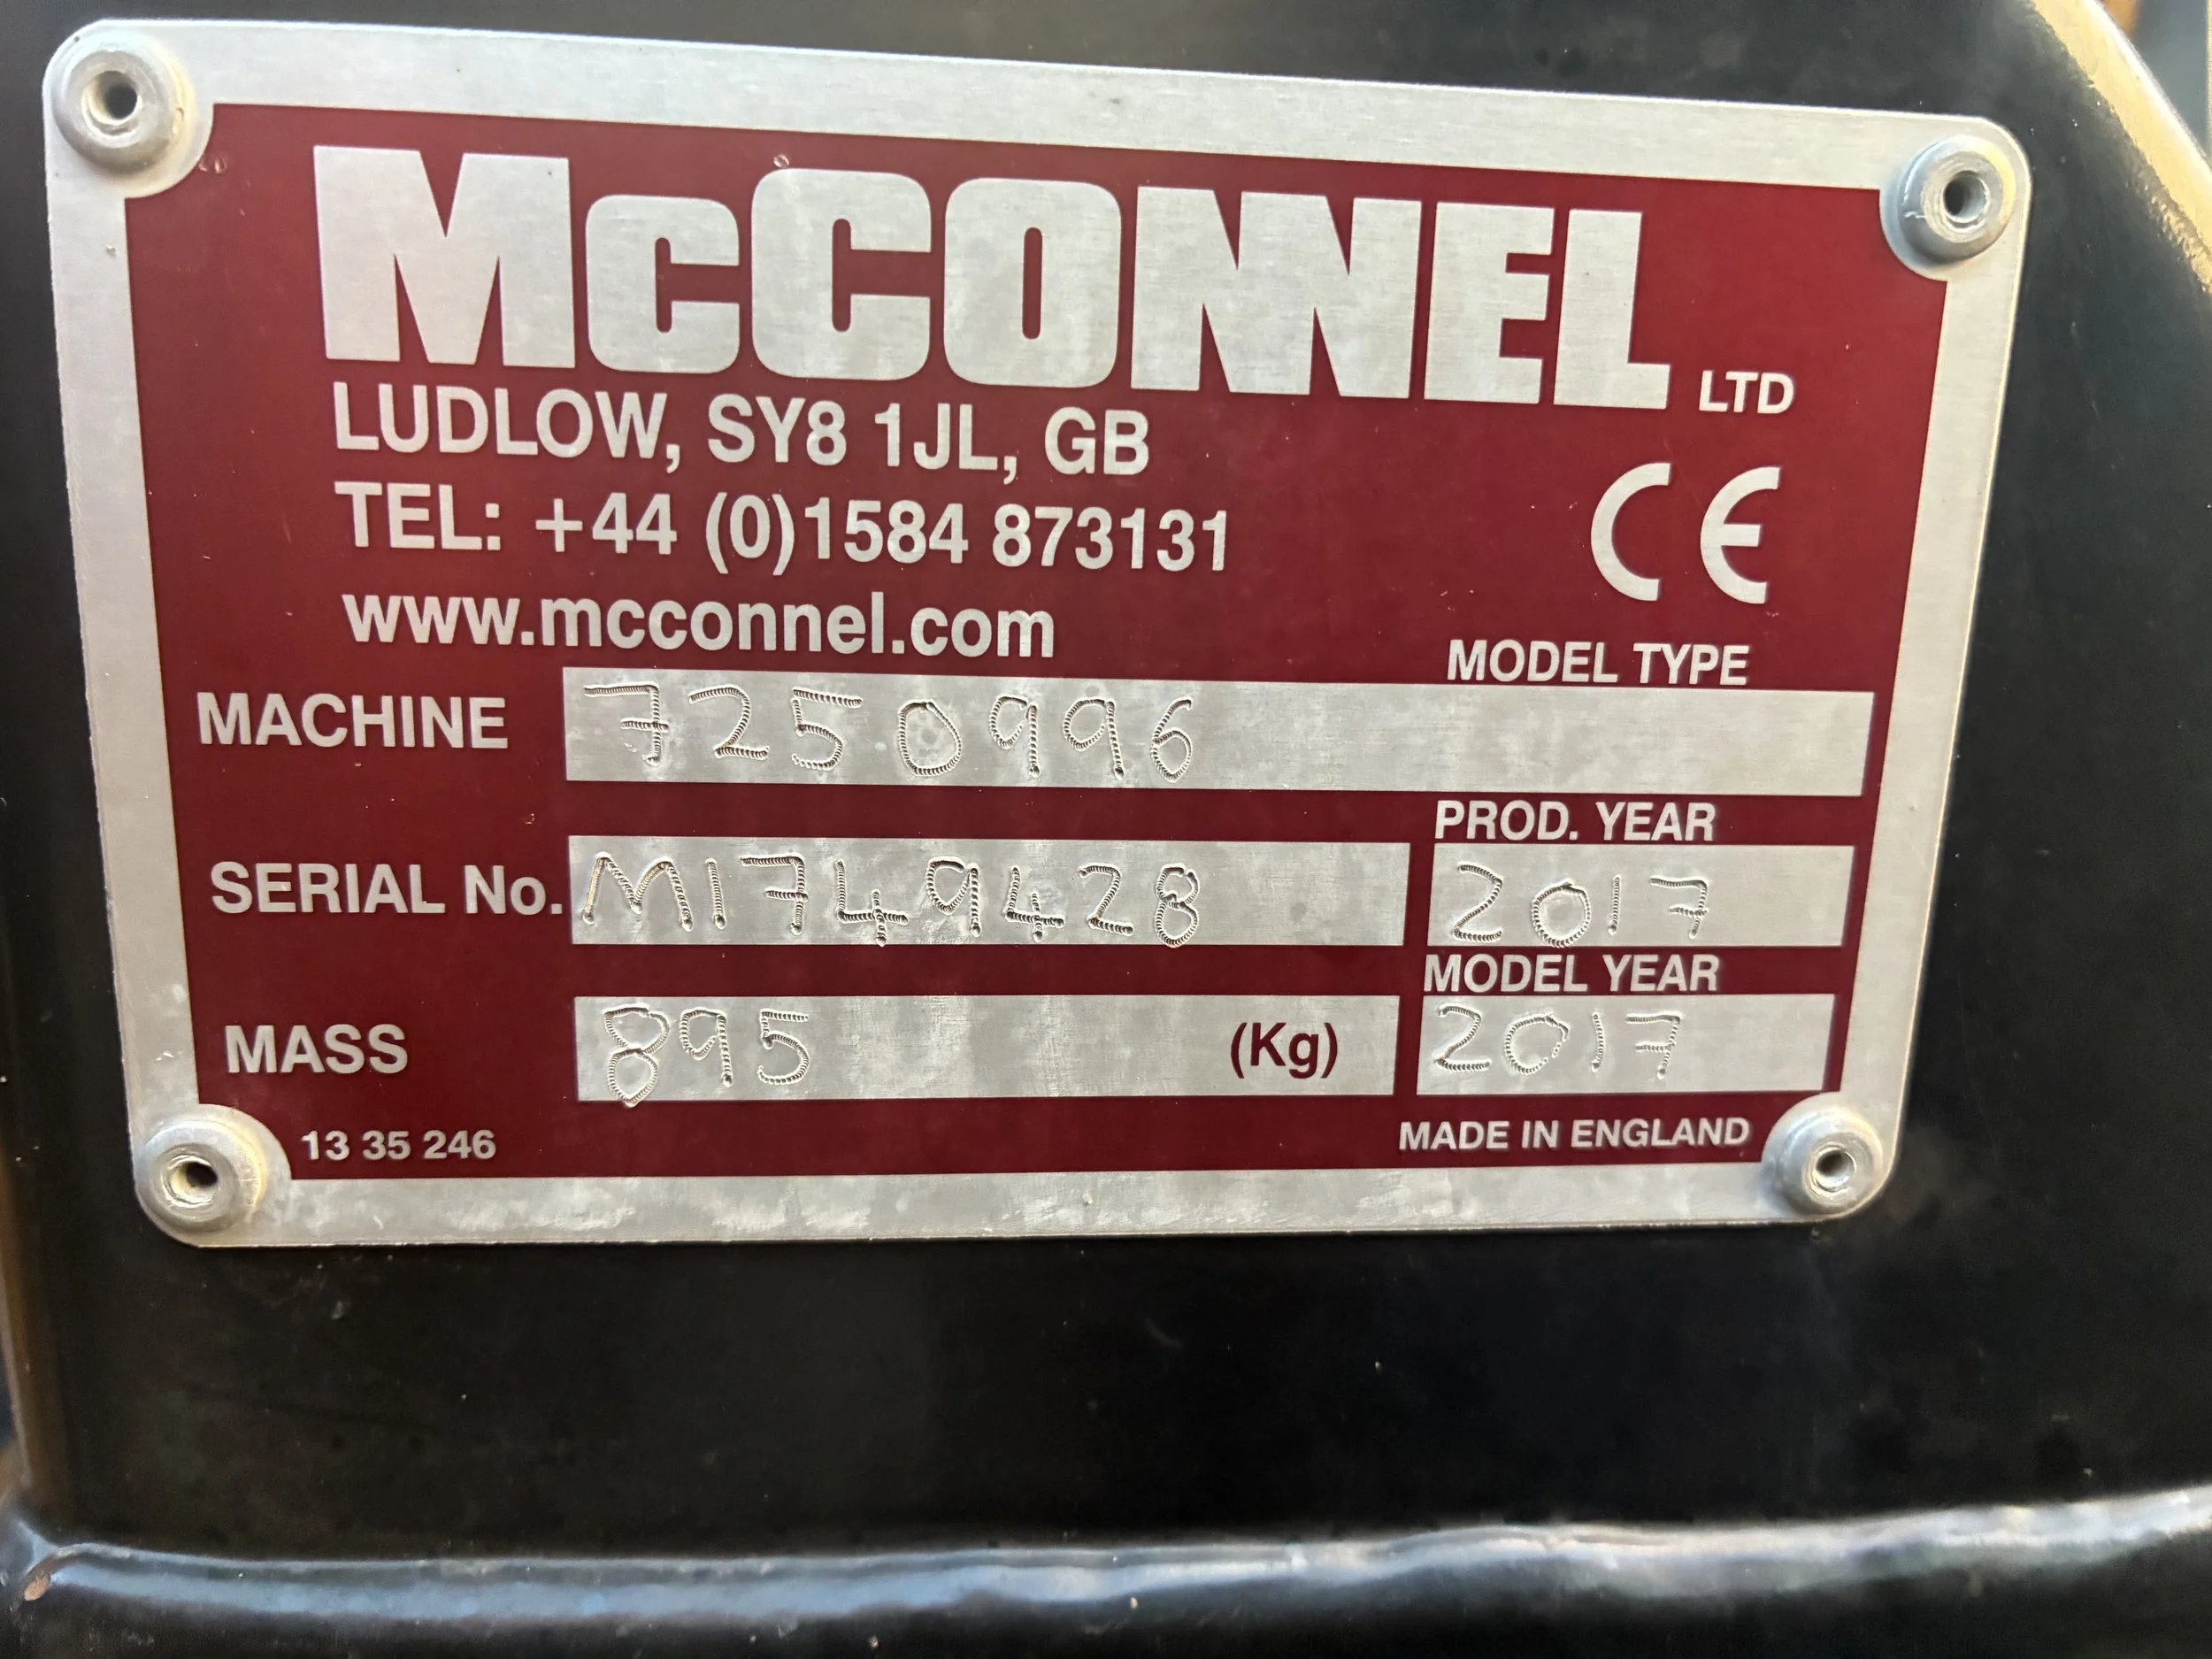 McCONNEL LTD
LUDLOW, SY8 1JL, GB
TEL: +44 (0)1584 873131
CE
www.mcconnel.com
MODEL TYPE
MACHINE 7250996
PROD. YEAR
SERIAL No. M1749428 2017
MODEL YEAR
MASS 895 (Kg) 2017
13 35 246 MADE IN ENGLAND